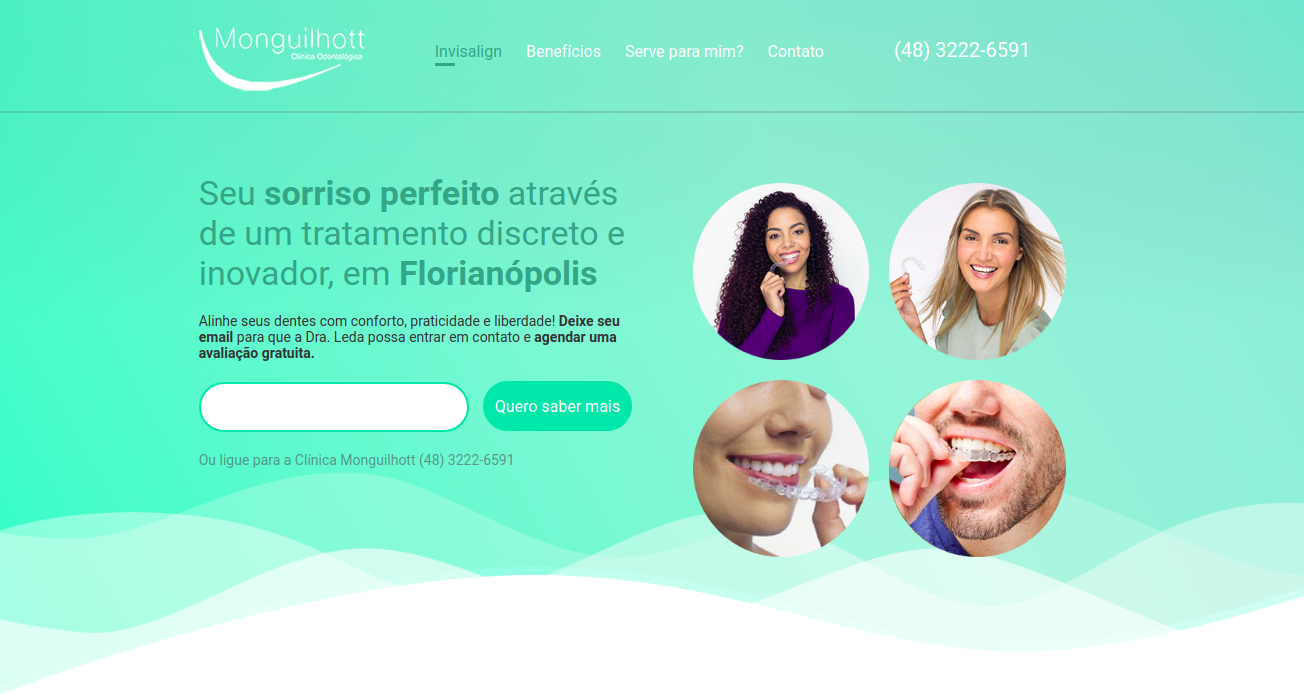 Monguilhott
Clínica Odontológica
Invisalign
Benefícios
Serve para mim?
Contato
(48) 3222-6591
Seu sorriso perfeito através
de um tratamento discreto e
inovador, em Florianópolis
Alinhe seus dentes com conforto, praticidade e liberdade! Deixe seu
email para que a Dra. Leda possa entrar em contato e agendar uma
avaliação gratuita.
Quero saber mais
Ou ligue para a Clínica Monguilhott (48) 3222-6591